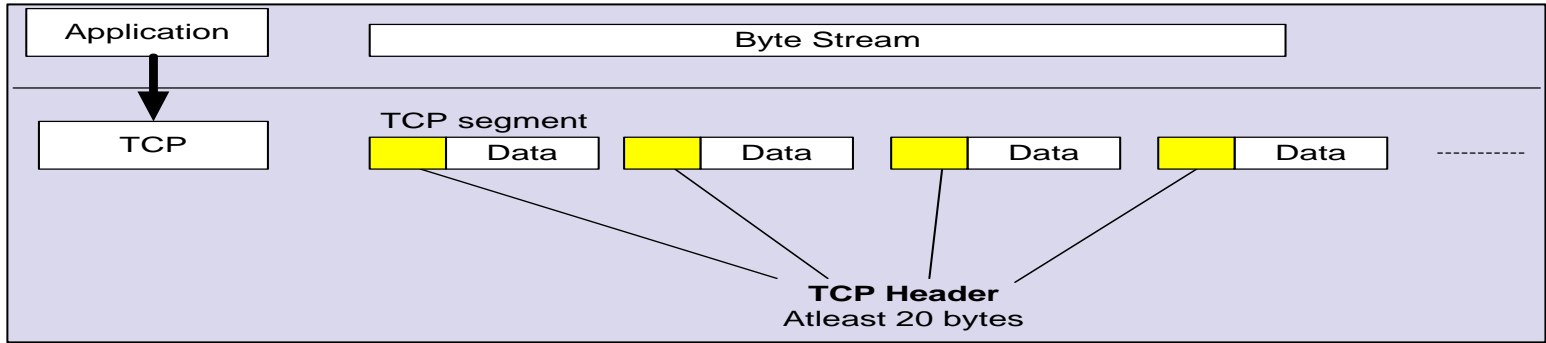 Application
Byte Stream
TCP
TCP segment
Data
Data
Data
Data
TCP Header
Atleast 20 bytes